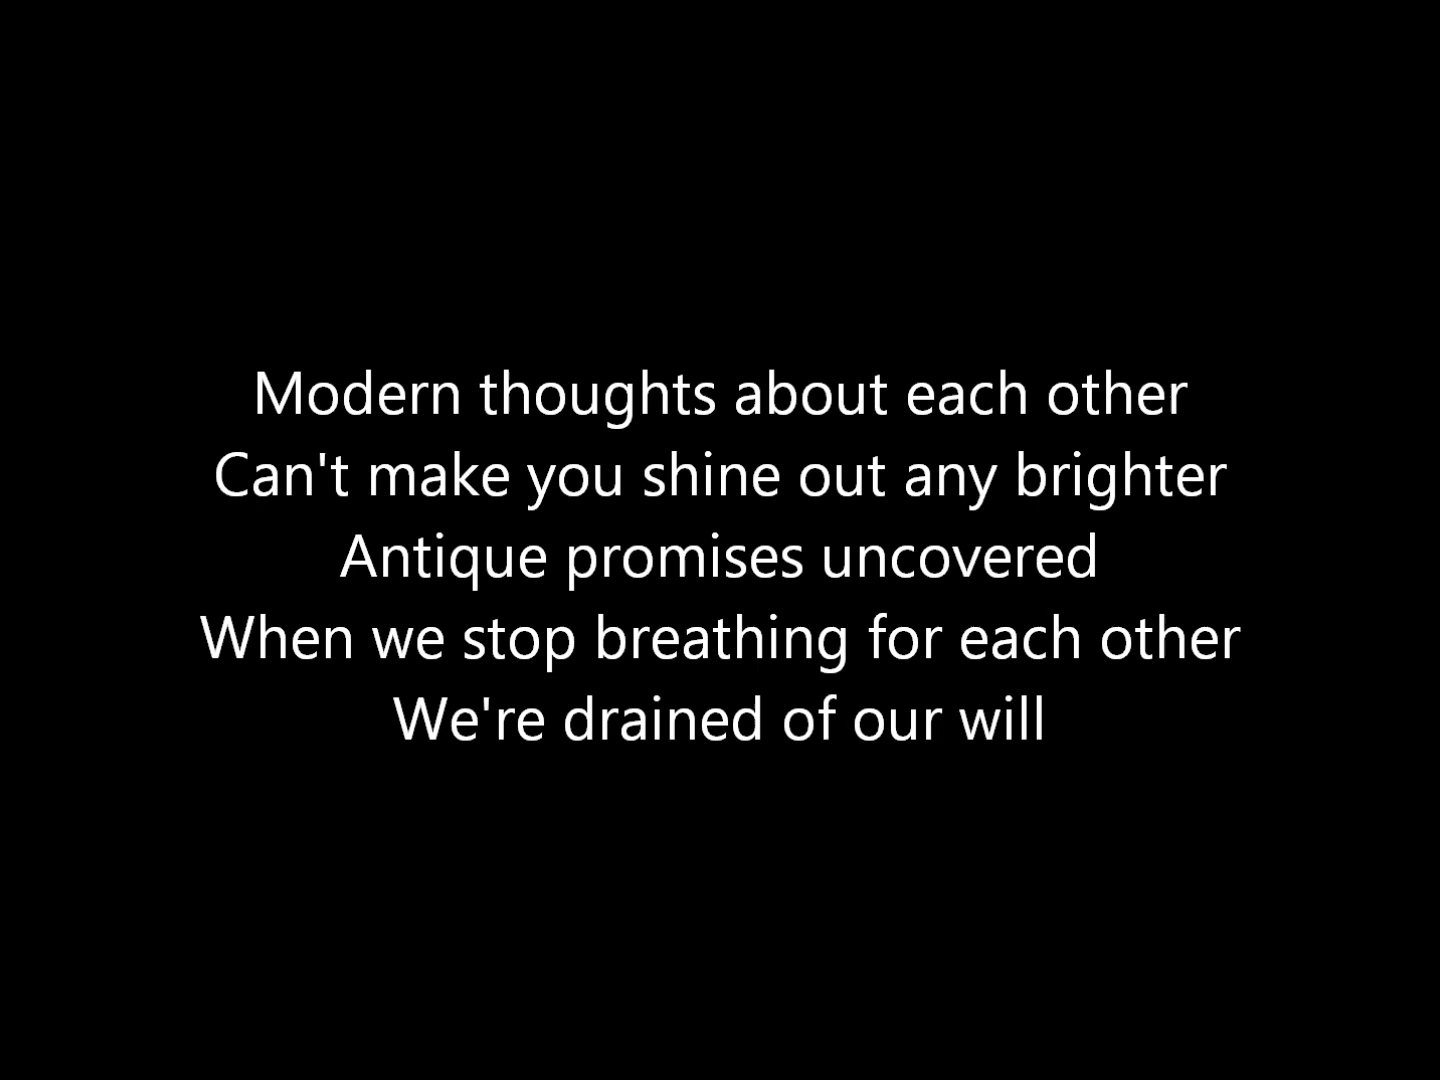 Modern thoughts about each other
Can't make you shine out any brighter
Antique promises uncovered
When we stop breathing for each other
We're drained of our will